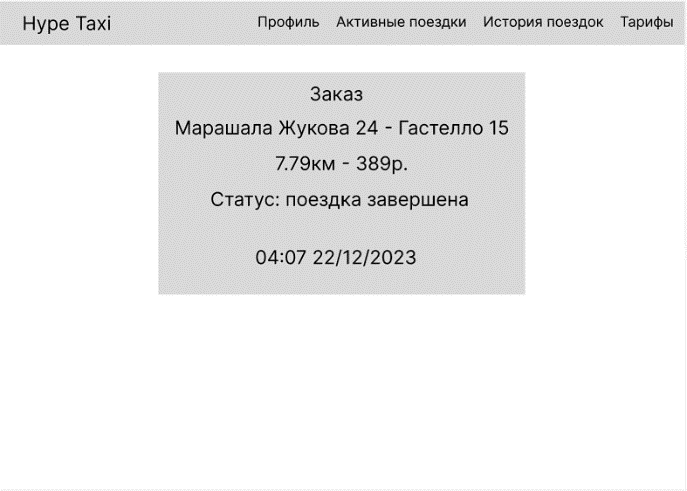 Hype Taxi Профиль Активные поездки История поездок Тарифы
Заказ
Марашала Жукова 24 - Гастелло 15
7.79км - 389р.
Статус: поездка завершена
04:07 22/12/2023